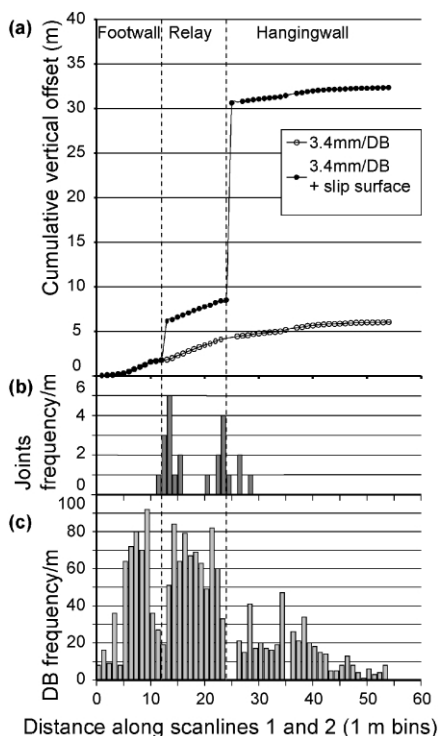 (a)
Footwall Relay Hangingwall
Cumulative vertical offset (m)
40
35
30
25
20
15
10
5
0
3.4mm/DB
3.4mm/DB
+ slip surface
(b)
Joints
frequency/m
6
4
2
0
(c)
DB frequency/m
100
80
60
40
20
0
0 10 20 30 40 50 60
Distance along scanlines 1 and 2 (1 m bins)